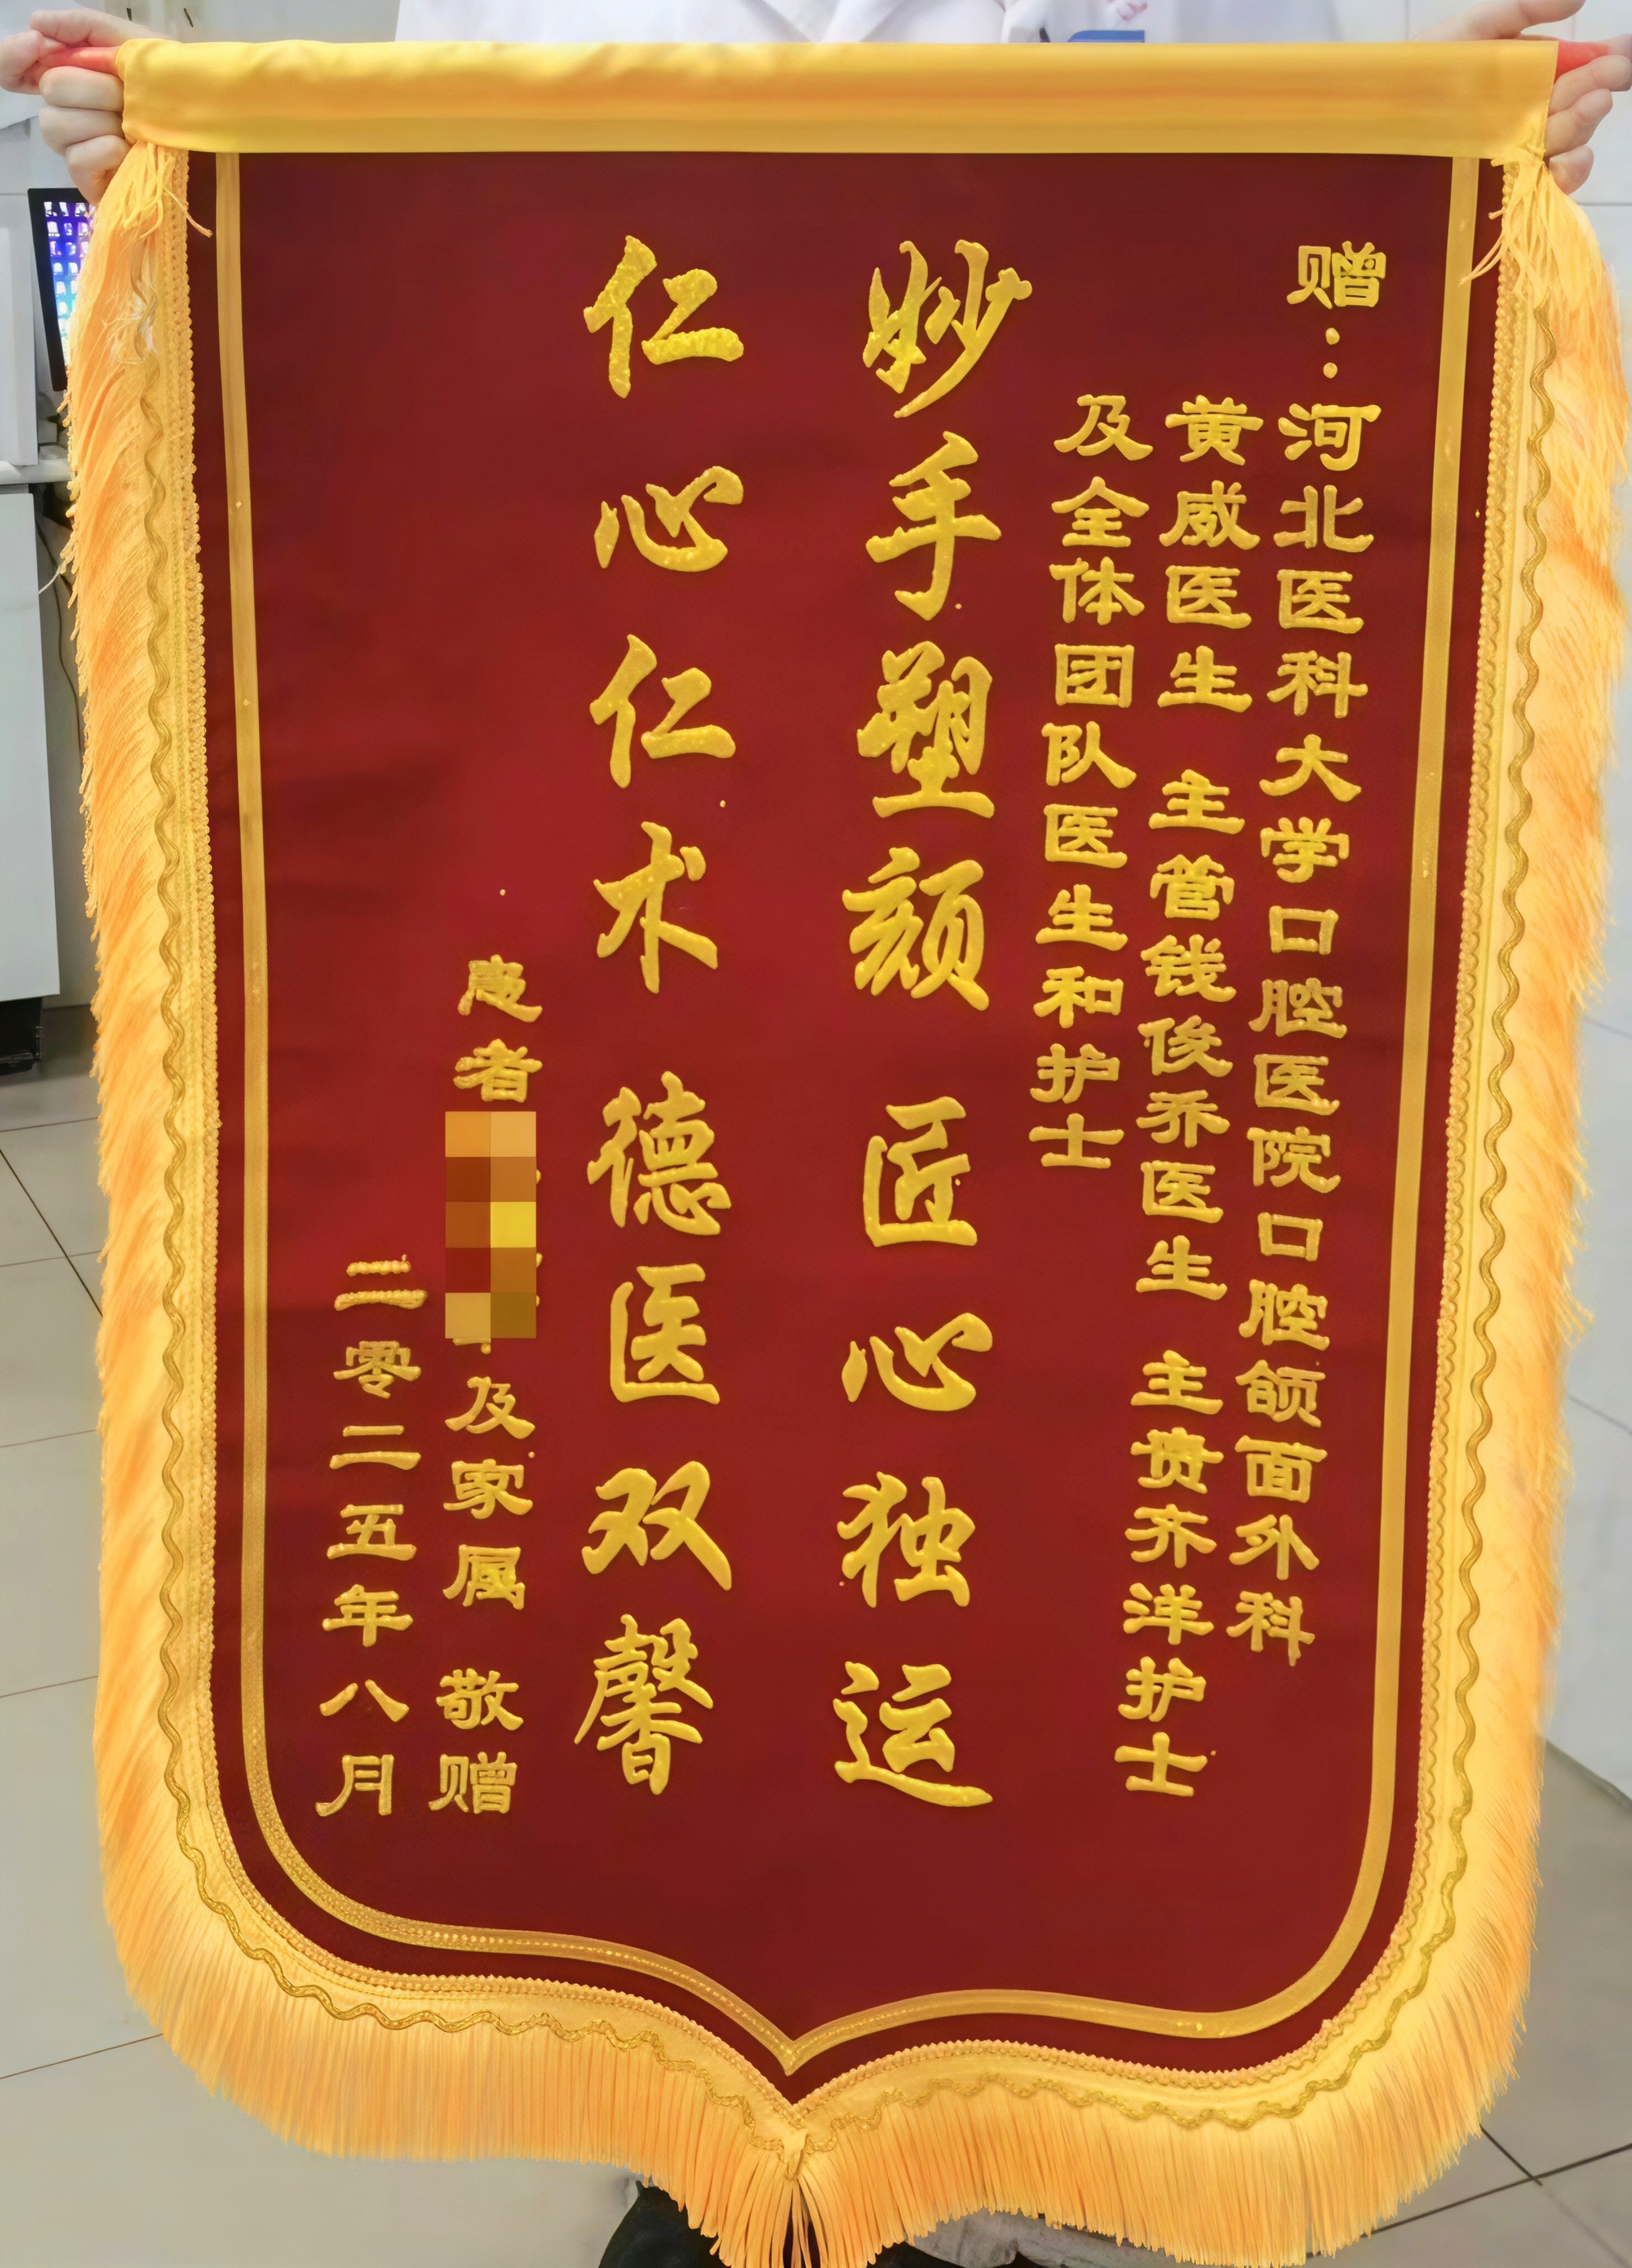 赠：河北医科大学口腔医院口腔颌面外科
黄威医生 主管钱俊乔医生 主责齐洋护士
及全体团队医生和护士
妙手塑颜 匠心独运
仁心仁术 德医双馨
患者
及家属 敬赠
二零二五年八月